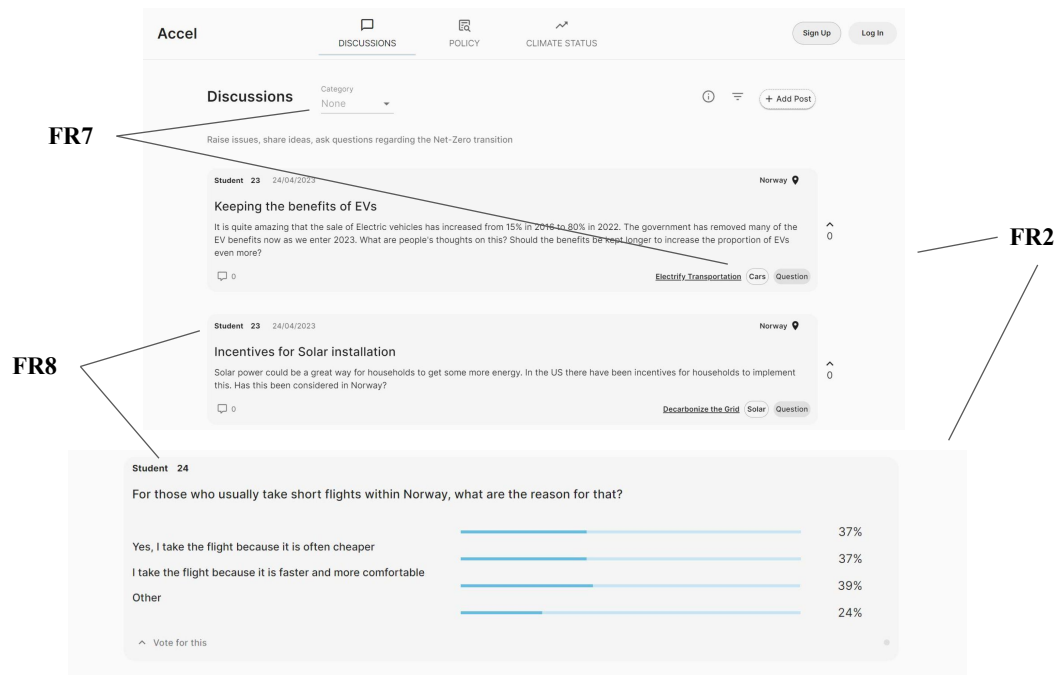 Accel
DISCUSSIONS
POLICY
CLIMATE STATUS
Sign Up
Log In
Discussions
Category
None
+ Add Post
FR7
Raise issues, share ideas, ask questions regarding the Net-Zero transition
Student 23 24/04/2023
Norway
Keeping the benefits of EVs
It is quite amazing that the sale of Electric vehicles has increased from 15% in 2016 to 80% in 2022. The government has removed many of the
EV benefits now as we enter 2023. What are people's thoughts on this? Should the benefits be kept longer to increase the proportion of EVs
even more?
0
FR2
0
Electrify Transportation Cars Question
Student 23 24/04/2023
Norway
Incentives for Solar installation
Solar power could be a great way for households to get some more energy. In the US there have been incentives for households to implement
this. Has this been considered in Norway?
0
FR8
0
Decarbonize the Grid Solar Question
Student 24
For those who usually take short flights within Norway, what are the reason for that?
37%
Yes, I take the flight because it is often cheaper
37%
I take the flight because it is faster and more comfortable
39%
Other
24%
Vote for this